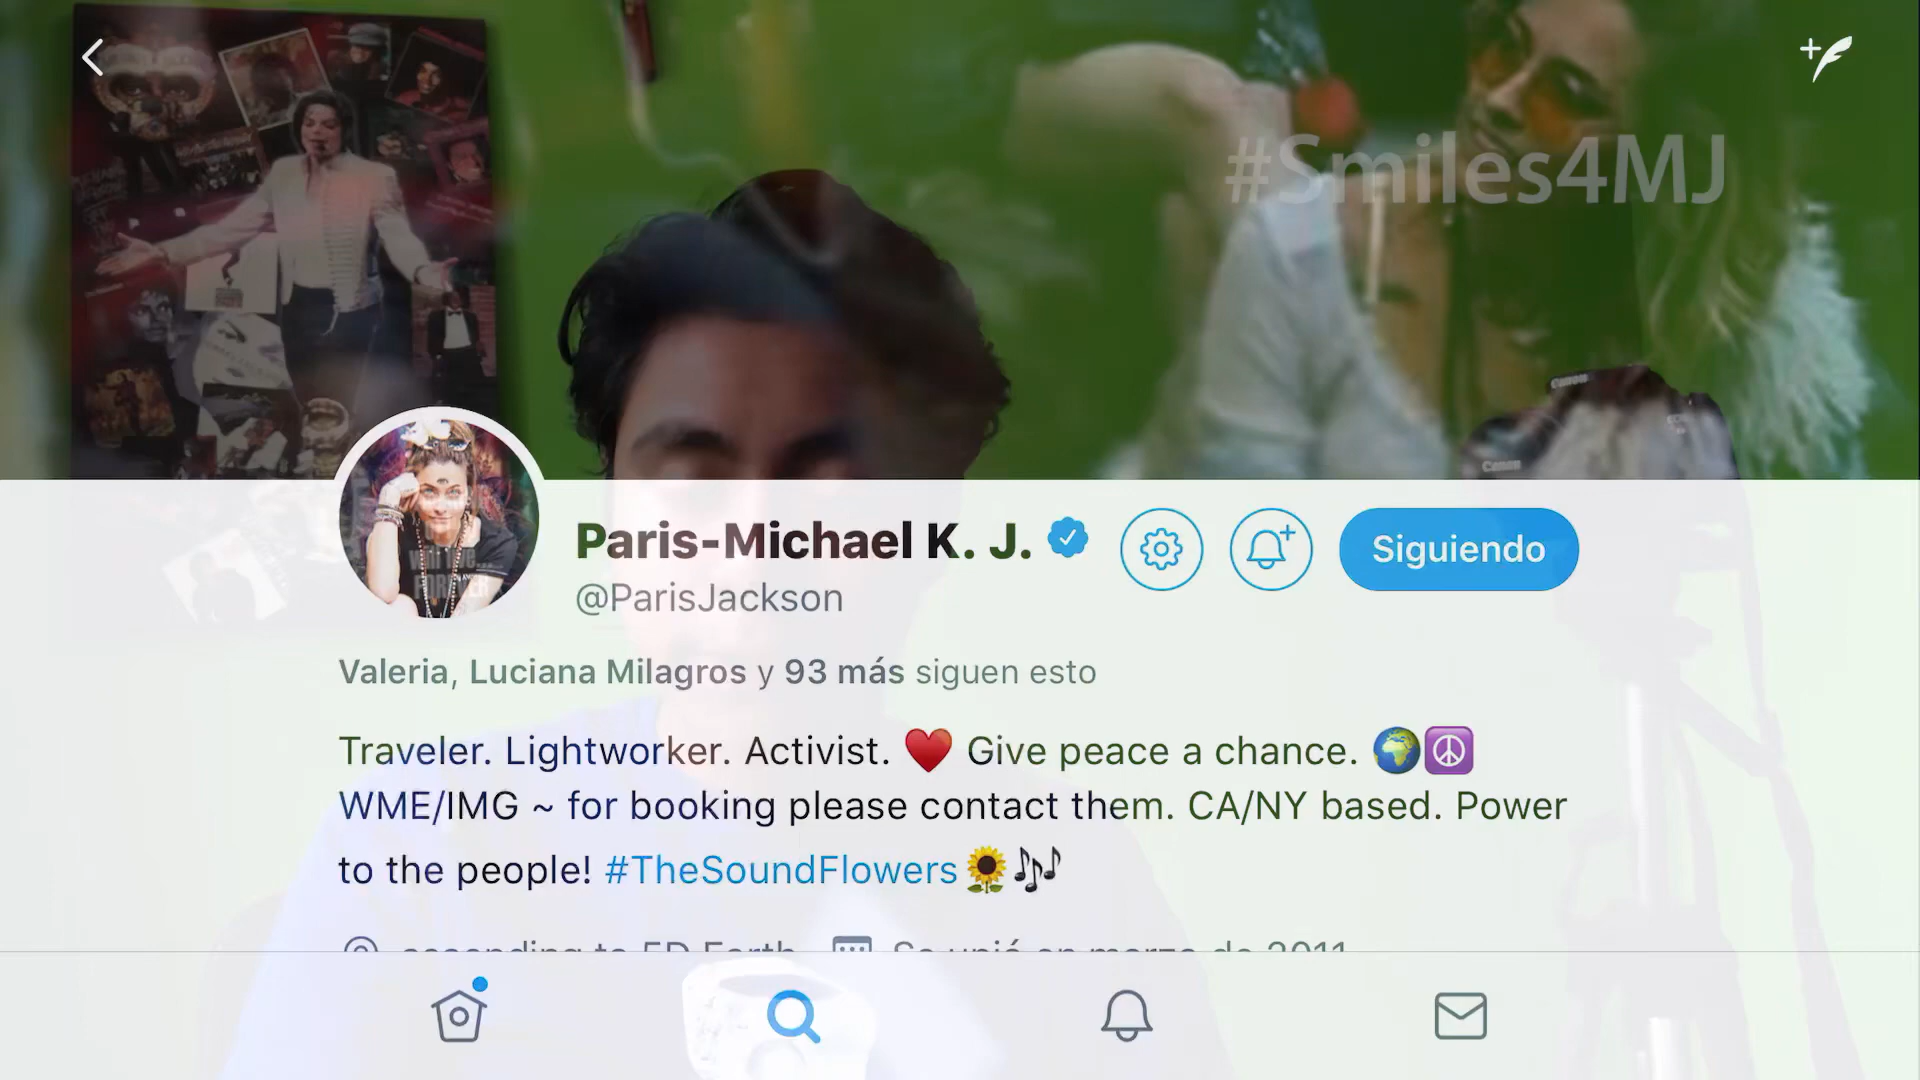 #Smiles4MJ
Canon
Canon
Paris-Michael K. J.
Siguiendo
@ParisJackson
Valeria, Luciana Milagros y 93 más siguen esto
Traveler. Lightworker. Activist. ♥️ Give peace a chance. 🌍☮️
WME/IMG ~ for booking please contact them. CA/NY based. Power
to the people! #TheSoundFlowers🌻🎶
ascending to 5D Earth Se unió en marzo de 2011